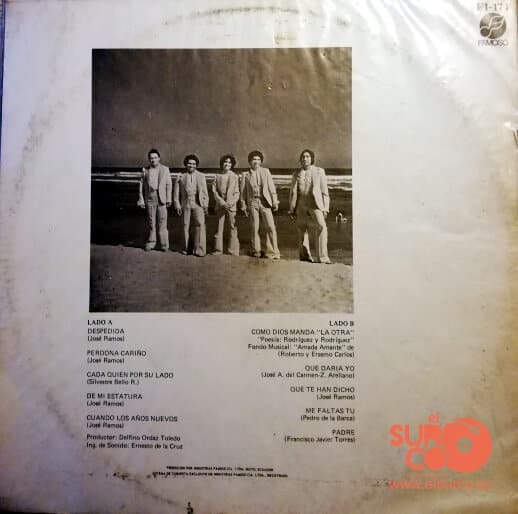 FAMOSO
LADO A
DESPEDIDA
(José Ramos)
PERDONA CARIÑO
(José Ramos)
CADA QUIEN POR SU LADO
(Silvestre Bello R.)
DE MI ESTATURA
(José Ramos)
CUANDO LOS AÑOS NUEVOS
(José Ramos)
Productor: Delfino Ordaz Toledo
Ing. de Sonido: Ernesto de la Cruz
LADO B
COMO DIOS MANDA "LA OTRA"
"Poesía: Rodríguez y Rodríguez"
Fondo Musical: "Amada Amante" de
(Roberto y Erasmo Carlos)
QUE DARIA YO
(José A. del Carmen-Z. Arellano)
QUE TE HAN DICHO
(José Ramos)
ME FALTAS TU
(Pedro de la Barca)
PADRE
(Francisco Javier Torres)
el
SURCO